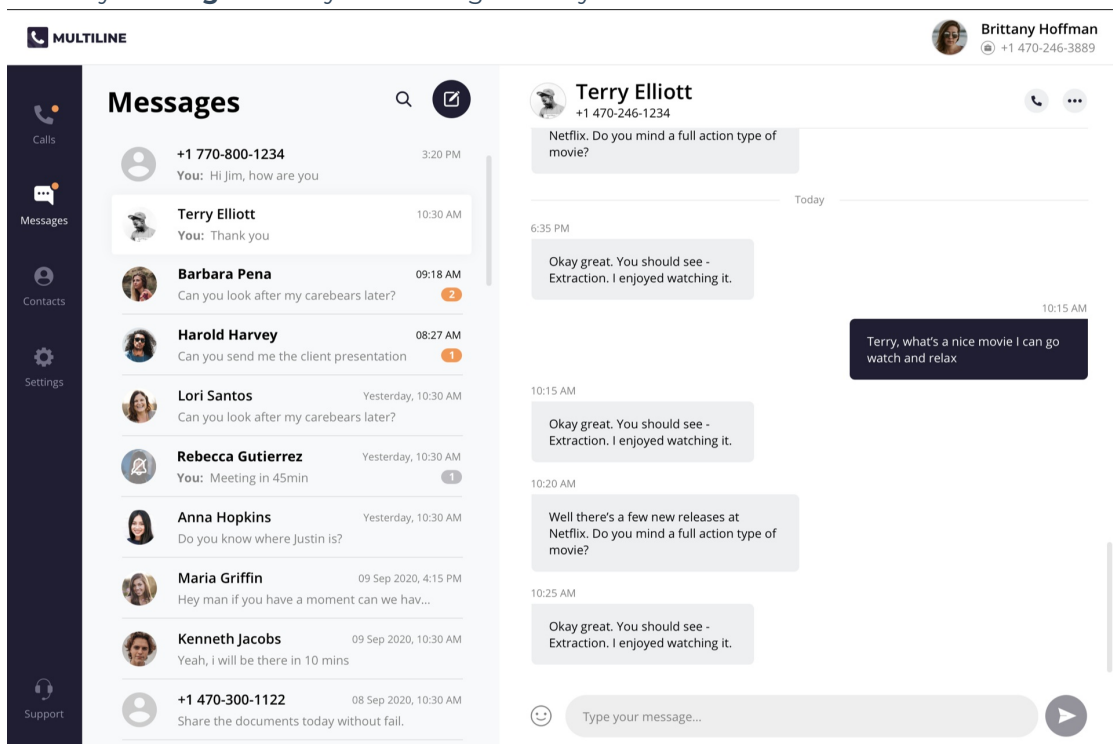 MULTILINE
Brittany Hoffman
+1 470-246-3889
Calls
Messages
Contacts
Settings
Support
Messages
+1 770-800-1234
3:20 PM
You: Hi Jim, how are you
Terry Elliott
10:30 AM
You: Thank you
Barbara Pena
09:18 AM
Can you look after my carebears later?
2
Harold Harvey
08:27 AM
Can you send me the client presentation
1
Lori Santos
Yesterday, 10:30 AM
Can you look after my carebears later?
Rebecca Gutierrez
Yesterday, 10:30 AM
You: Meeting in 45min
1
Anna Hopkins
Yesterday, 10:30 AM
Do you know where Justin is?
Maria Griffin
09 Sep 2020, 4:15 PM
Hey man if you have a moment can we hav...
Kenneth Jacobs
09 Sep 2020, 10:30 AM
Yeah, i will be there in 10 mins
+1 470-300-1122
08 Sep 2020, 10:30 AM
Share the documents today without fail.
Terry Elliott
+1 470-246-1234
Netflix. Do you mind a full action type of
movie?
Today
6:35 PM
Okay great. You should see -
Extraction. I enjoyed watching it.
10:15 AM
Terry, what's a nice movie I can go
watch and relax
10:15 AM
Okay great. You should see -
Extraction. I enjoyed watching it.
10:20 AM
Well there's a few new releases at
Netflix. Do you mind a full action type of
movie?
10:25 AM
Okay great. You should see -
Extraction. I enjoyed watching it.
Type your message...